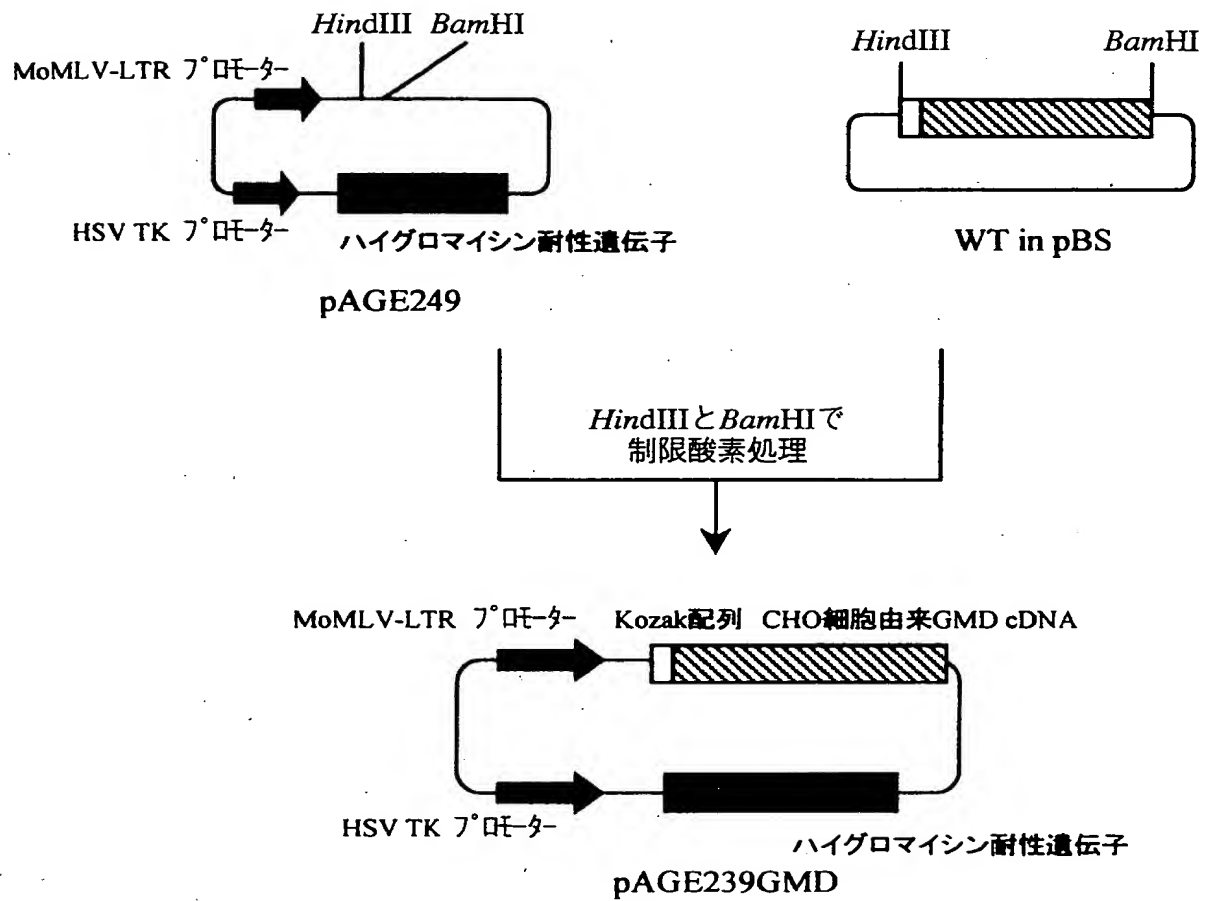 HindIII BamHI
MoMLV-LTR プロモーター
HSV TK プロモーター
ハイグロマイシン耐性遺伝子
pAGE249
HindIII BamHI
WT in pBS
HindIIIとBamHIで
制限酸素処理
MoMLV-LTR プロモーター Kozak配列 CHO細胞由来GMD cDNA
HSV TK プロモーター
ハイグロマイシン耐性遺伝子
pAGE239GMD